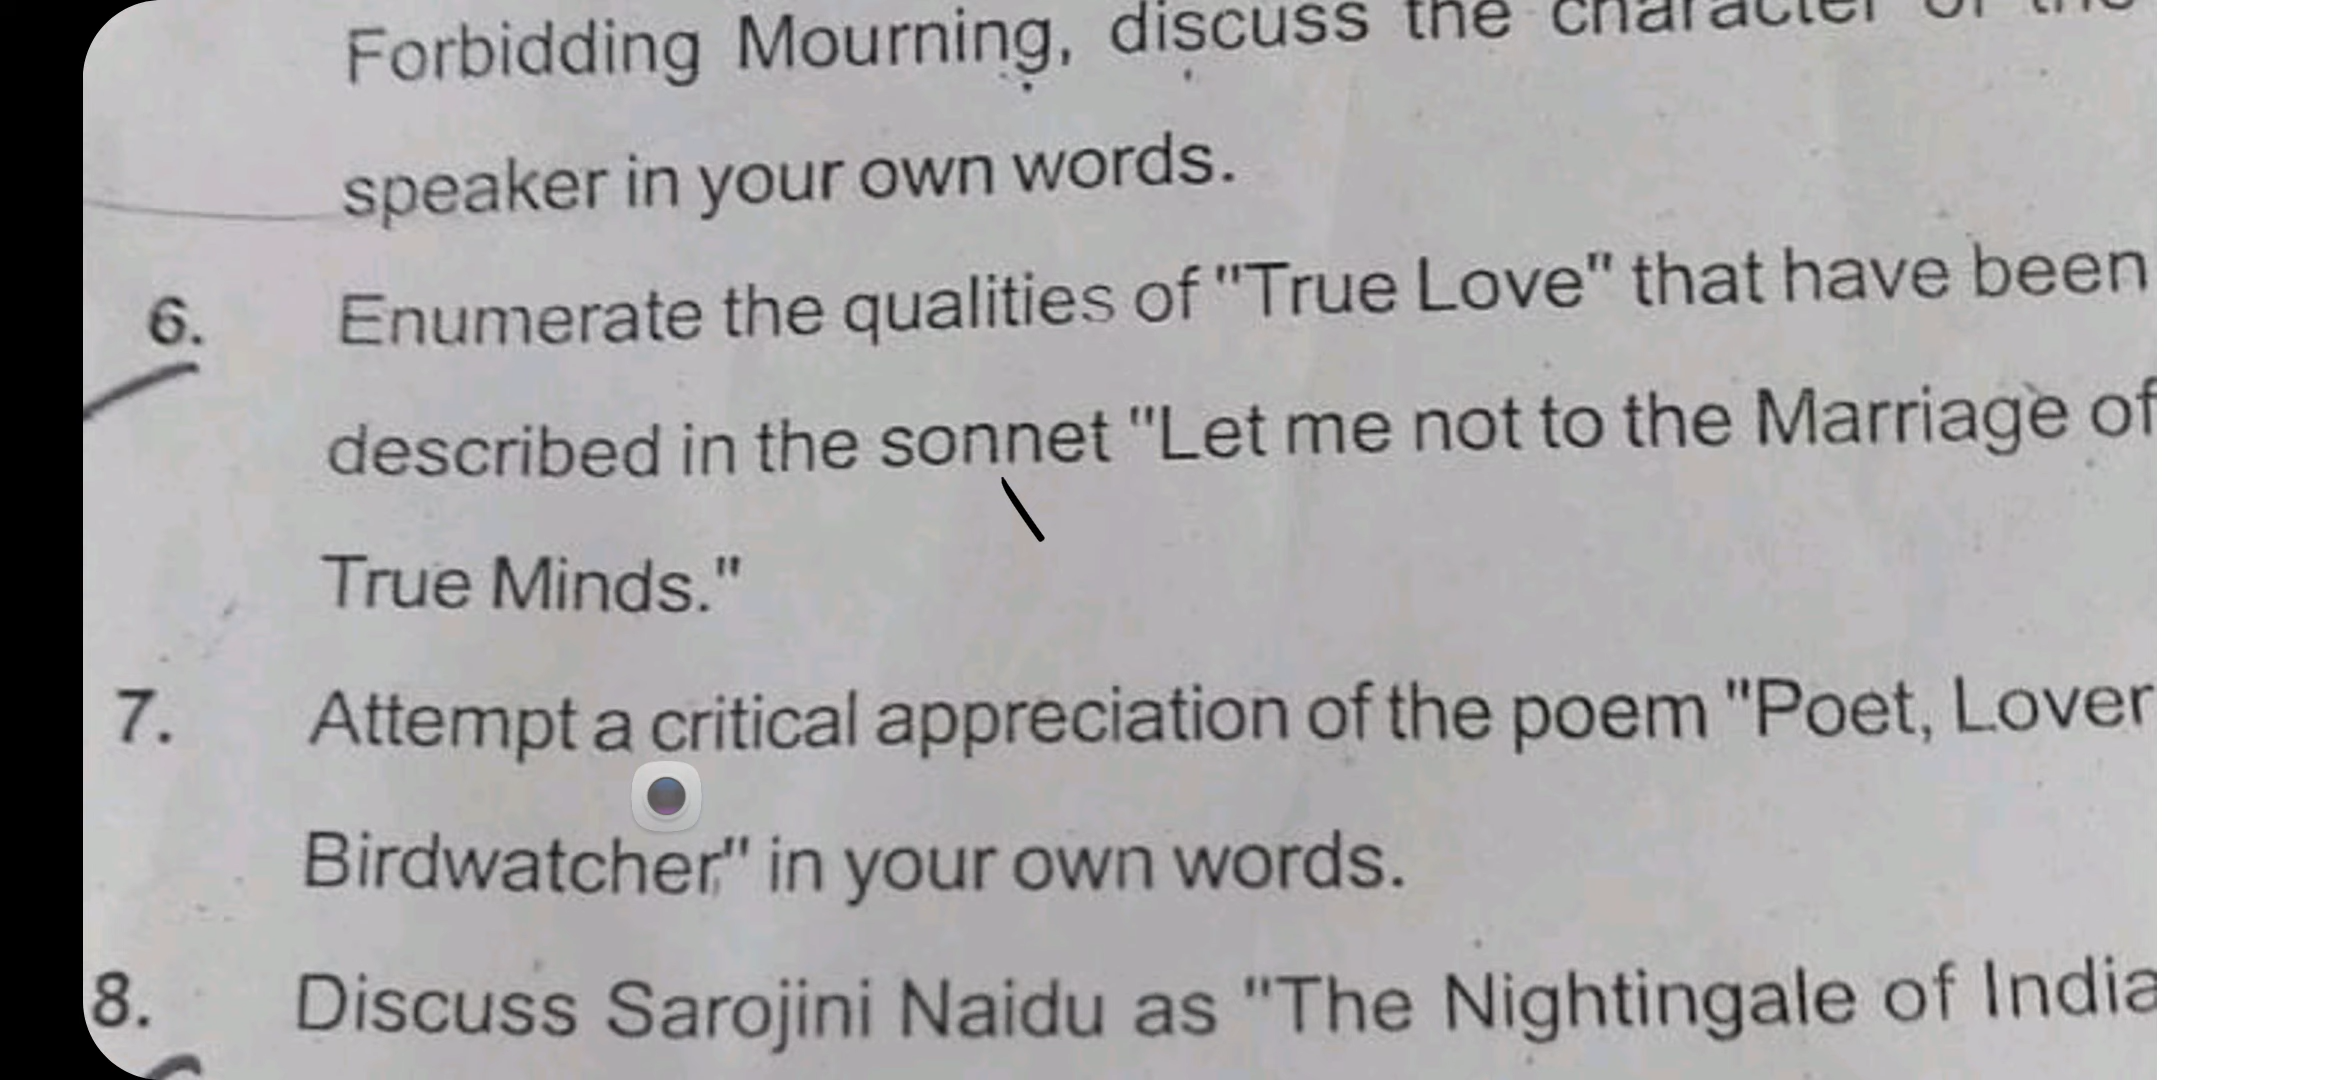 Forbidding Mourning, discuss the character of the
speaker in your own words.
6. Enumerate the qualities of "True Love" that have been
described in the sonnet "Let me not to the Marriage of
True Minds."
7. Attempt a critical appreciation of the poem "Poet, Lover
Birdwatcher," in your own words.
8. Discuss Sarojini Naidu as "The Nightingale of India